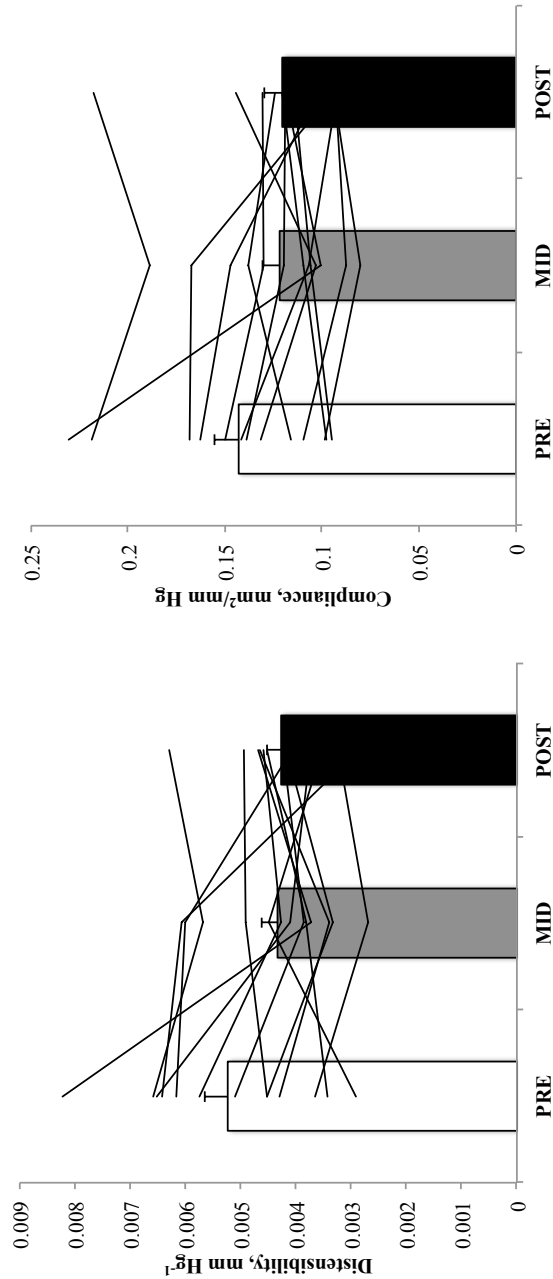 Distensibility, mm Hg⁻¹
0.009
0.008
0.007
0.006
0.005
0.004
0.003
0.002
0.001
0
PRE
MID
POST
Compliance, mm²/mm Hg
0.25
0.2
0.15
0.1
0.05
0
PRE
MID
POST